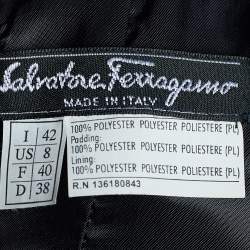 Salvatore Ferragamo
MADE IN ITALY
I 42
US 8
F 40
D 38
100% POLYESTER POLYESTER POLIESTERE (PL)
Padding:
100% POLYESTER POLYESTER POLIESTERE (PL)
Lining:
100% POLYESTER POLYESTER POLIESTERE (PL)
R.N 136180843